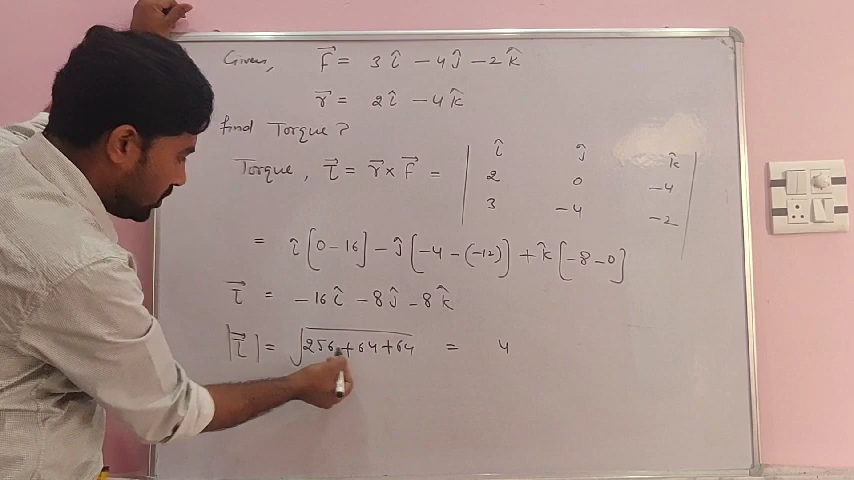 Given, F⃗ = 3î - 4ĵ - 2k̂
r⃗ = 2î - 4k̂
find Torque?
Torque, τ⃗ = r⃗ × F⃗ = | î ĵ k̂
2 0 -4
3 -4 -2 |
= î[0-16] - ĵ[-4-(-12)] + k̂[-8-0]
τ⃗ = -16î - 8ĵ - 8k̂
|τ⃗| = √256+64+64 = 4